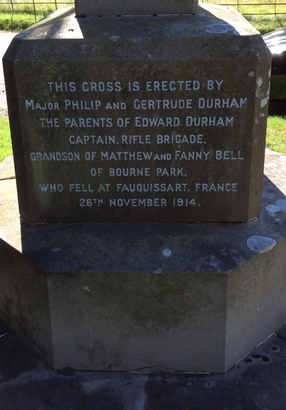 THIS CROSS IS ERECTED BY
MAJOR PHILIP AND GERTRUDE DURHAM
THE PARENTS OF EDWARD DURHAM
CAPTAIN, RIFLE BRIGADE.
GRANDSON OF MATTHEW AND FANNY BELL
OF BOURNE PARK.
WHO FELL AT FAUQUISSART, FRANCE
26TH NOVEMBER 1914.